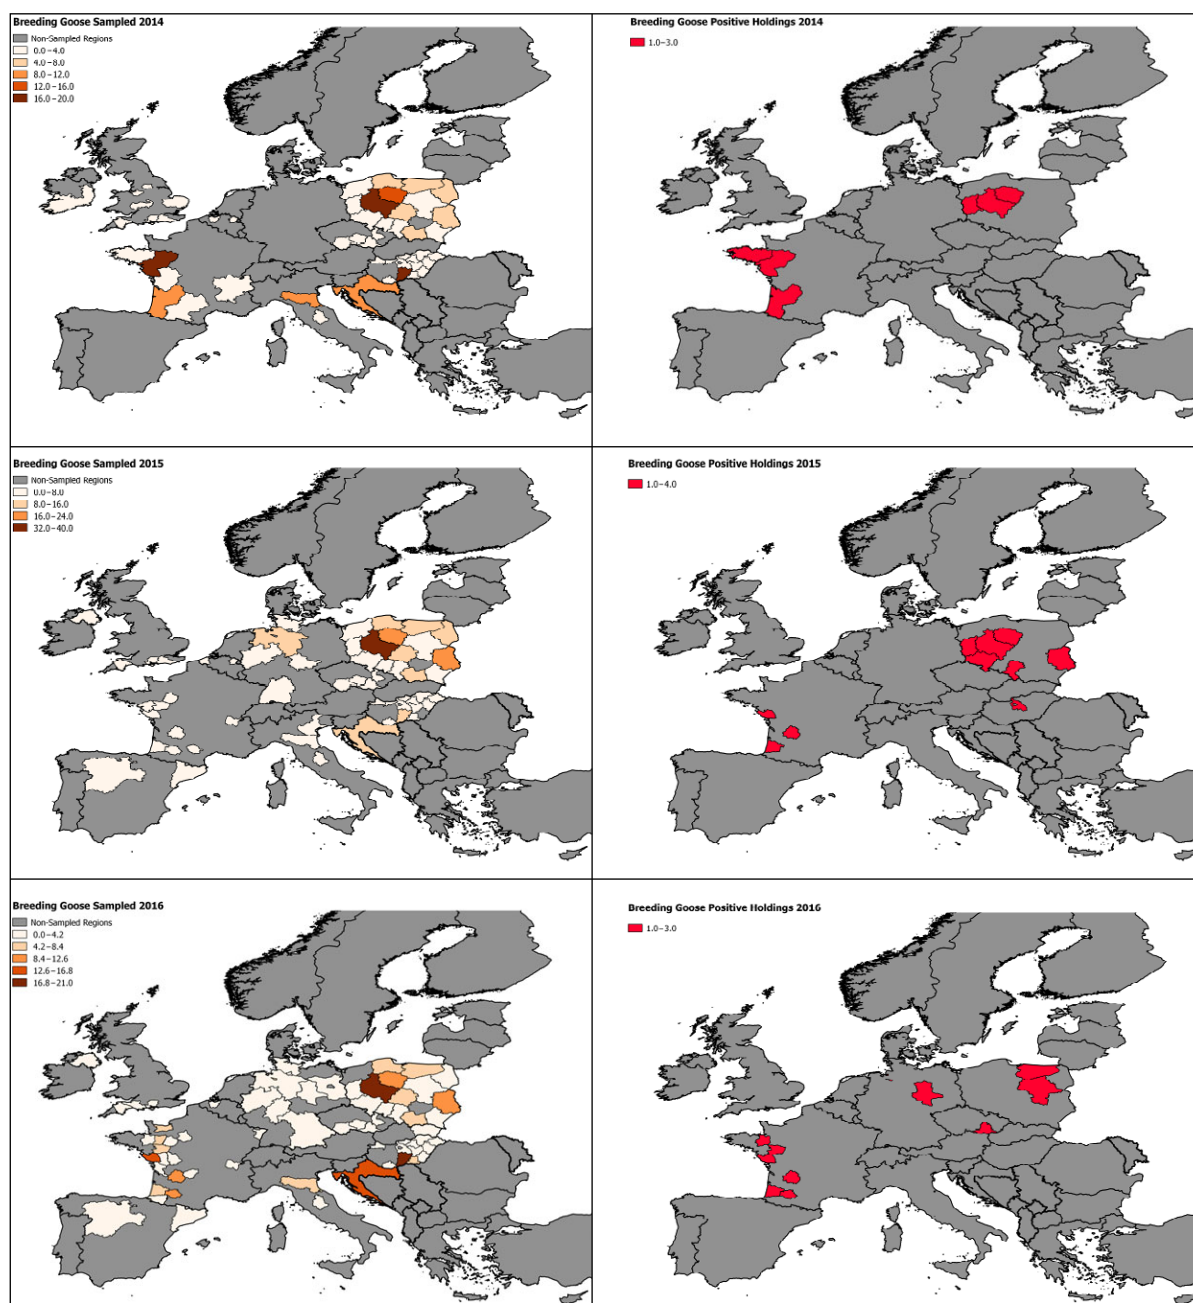 Breeding Goose Sampled 2014
Non-Sampled Regions
0.0–4.0
4.0–8.0
8.0–12.0
12.0–16.0
16.0–20.0
Breeding Goose Positive Holdings 2014
1.0–3.0
Breeding Goose Sampled 2015
Non-Sampled Regions
0.0–8.0
8.0–16.0
16.0–24.0
32.0–40.0
Breeding Goose Positive Holdings 2015
1.0–4.0
Breeding Goose Sampled 2016
Non-Sampled Regions
0.0–4.2
4.2–8.4
8.4–12.6
12.6–16.8
16.8–21.0
Breeding Goose Positive Holdings 2016
1.0–3.0